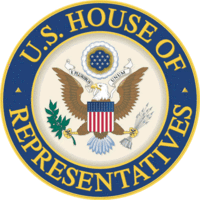 U.S. HOUSE OF
REPRESENTATIVES